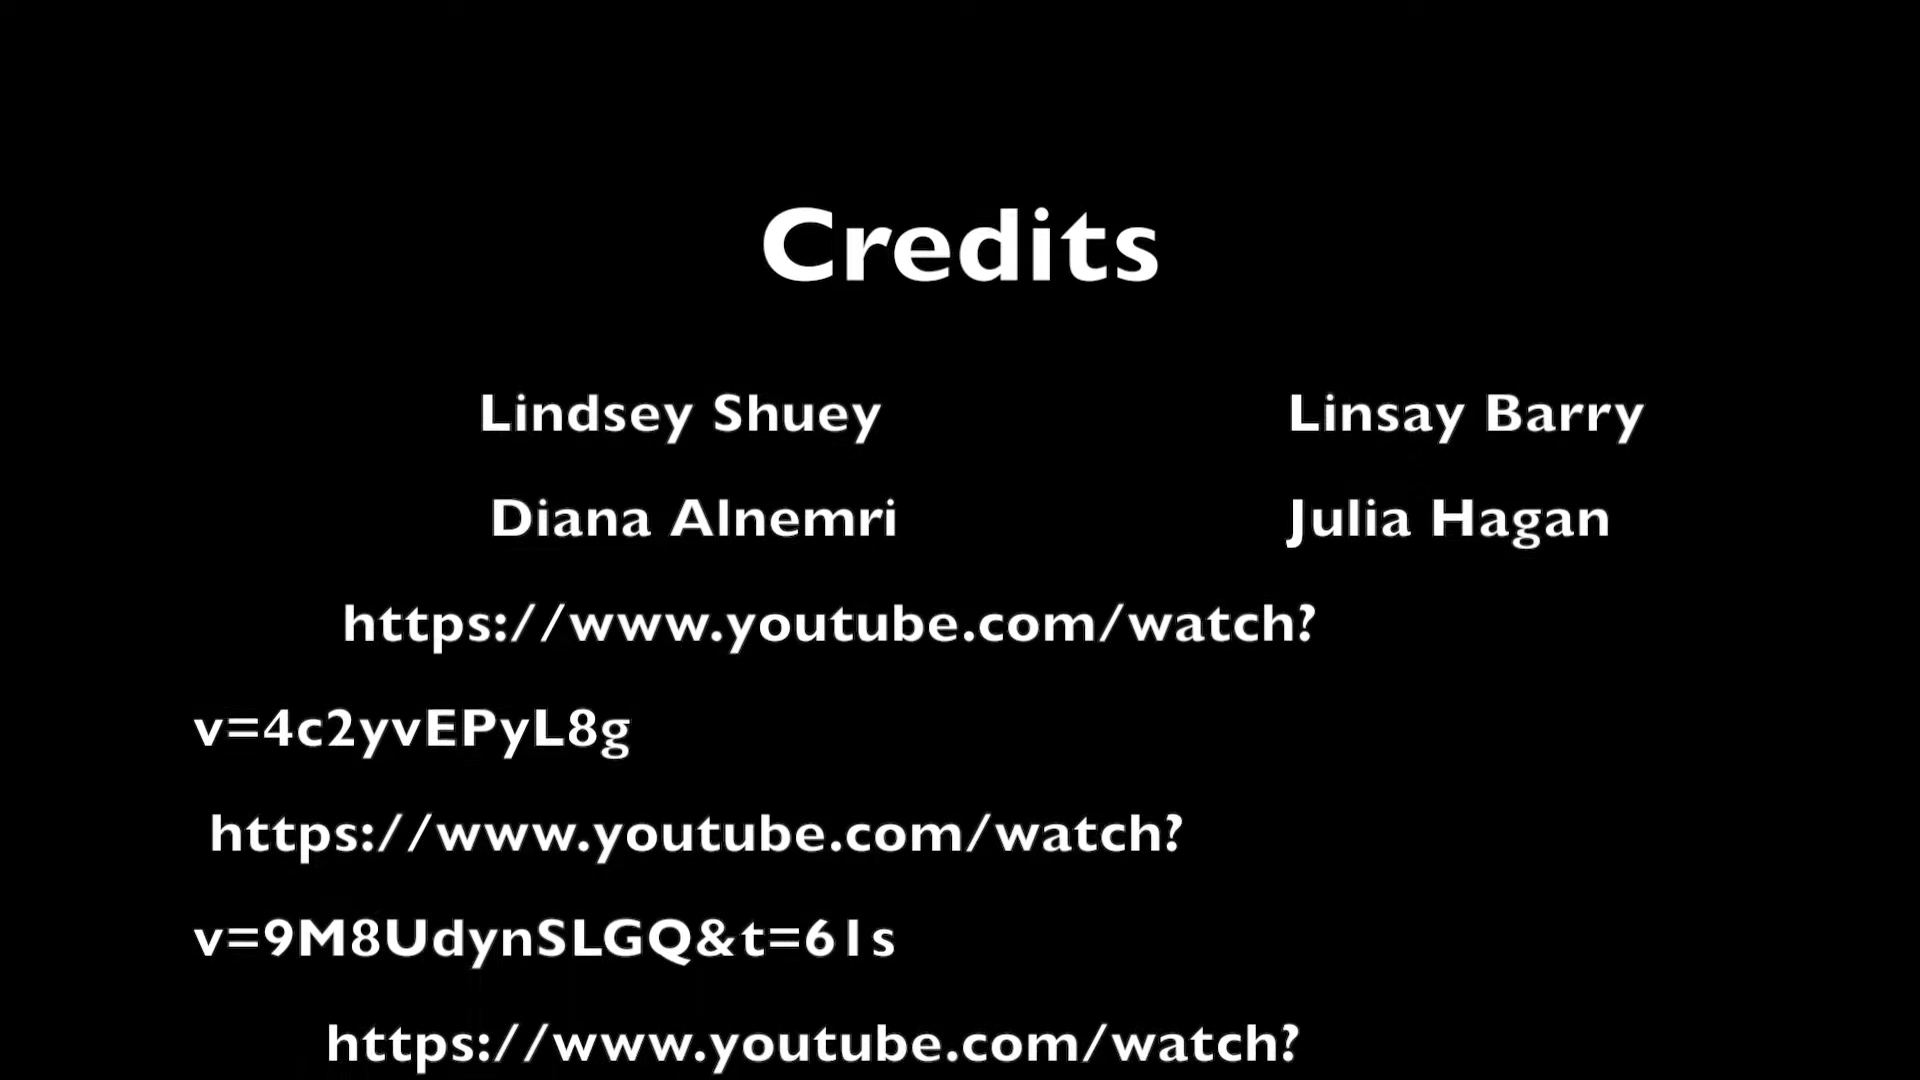 Credits
Lindsey Shuey Linsay Barry
Diana Alnemri Julia Hagan
https://www.youtube.com/watch?
v=4c2yvEPyL8g
https://www.youtube.com/watch?
v=9M8UdynSLGQ&t=61s
https://www.youtube.com/watch?